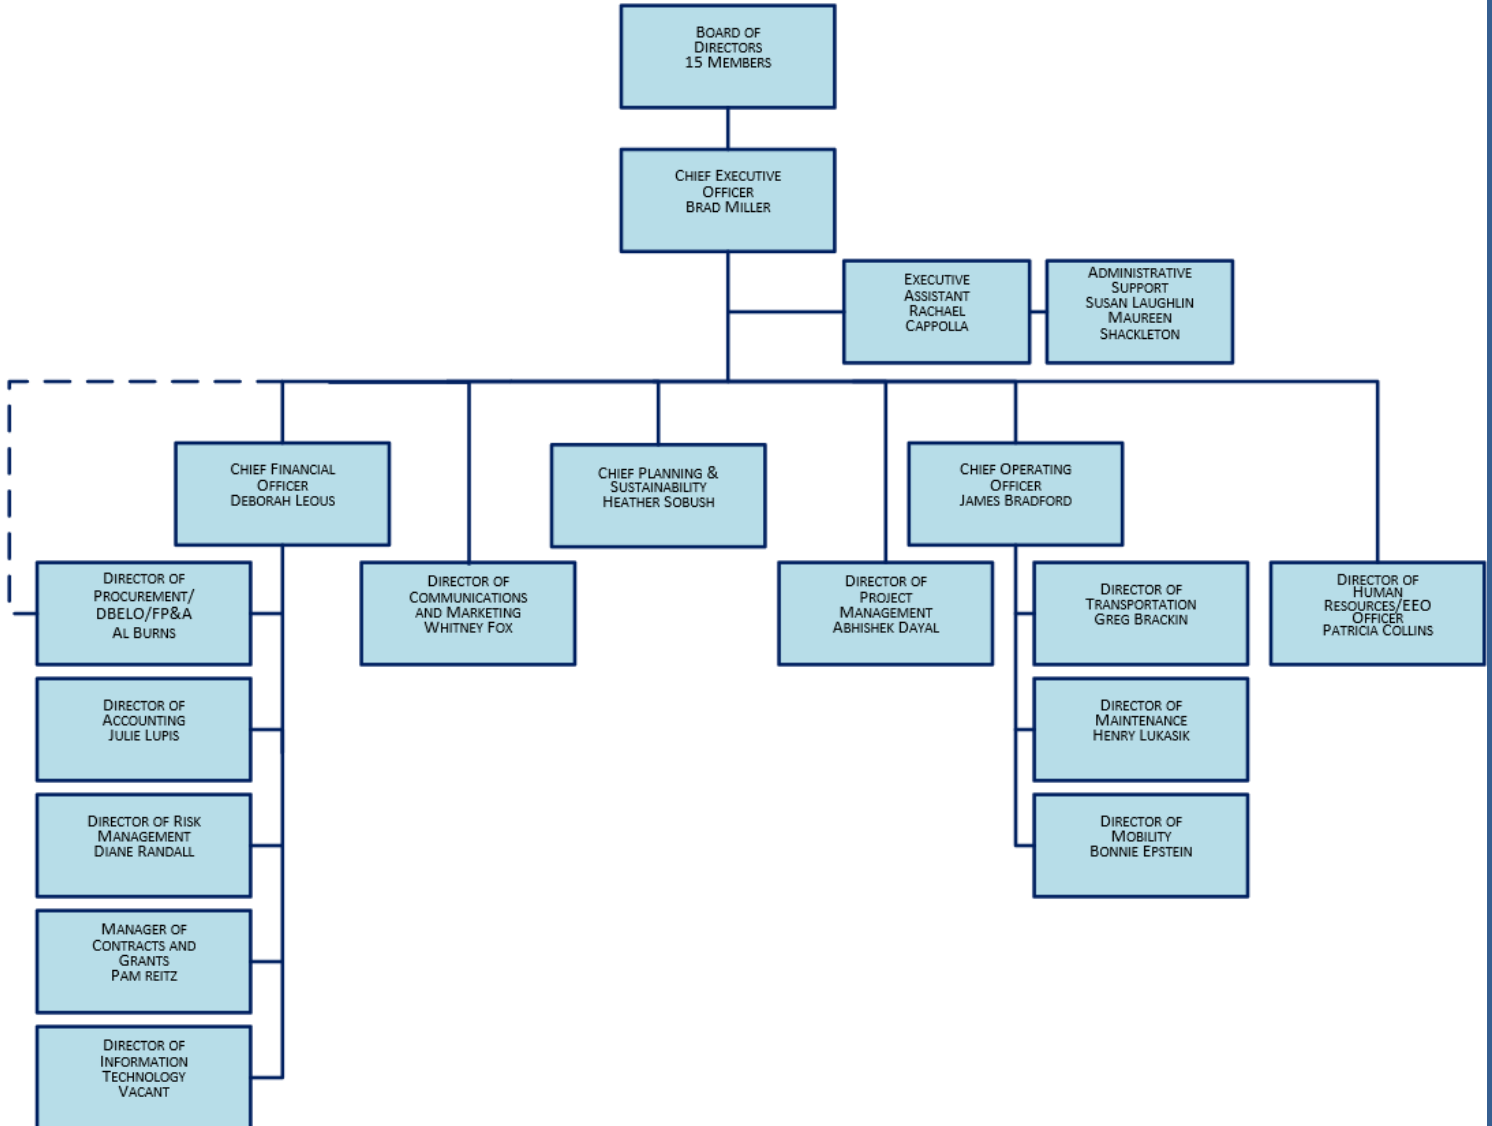 BOARD OF
DIRECTORS
15 MEMBERS
CHIEF EXECUTIVE
OFFICER
BRAD MILLER
EXECUTIVE
ASSISTANT
RACHAEL
CAPPOLLA
ADMINISTRATIVE
SUPPORT
SUSAN LAUGHLIN
MAUREEN
SHACKLETON
CHIEF FINANCIAL
OFFICER
DEBORAH LEOUS
CHIEF PLANNING &
SUSTAINABILITY
HEATHER SOBUSH
CHIEF OPERATING
OFFICER
JAMES BRADFORD
DIRECTOR OF
PROCUREMENT/
DBELO/FP&A
AL BURNS
DIRECTOR OF
COMMUNICATIONS
AND MARKETING
WHITNEY FOX
DIRECTOR OF
PROJECT
MANAGEMENT
ABHISHEK DAYAL
DIRECTOR OF
TRANSPORTATION
GREG BRACKIN
DIRECTOR OF
HUMAN
RESOURCES/EEO
OFFICER
PATRICIA COLLINS
DIRECTOR OF
ACCOUNTING
JULIE LUPIS
DIRECTOR OF
MAINTENANCE
HENRY LUKASIK
DIRECTOR OF RISK
MANAGEMENT
DIANE RANDALL
DIRECTOR OF
MOBILITY
BONNIE EPSTEIN
MANAGER OF
CONTRACTS AND
GRANTS
PAM REITZ
DIRECTOR OF
INFORMATION
TECHNOLOGY
VACANT